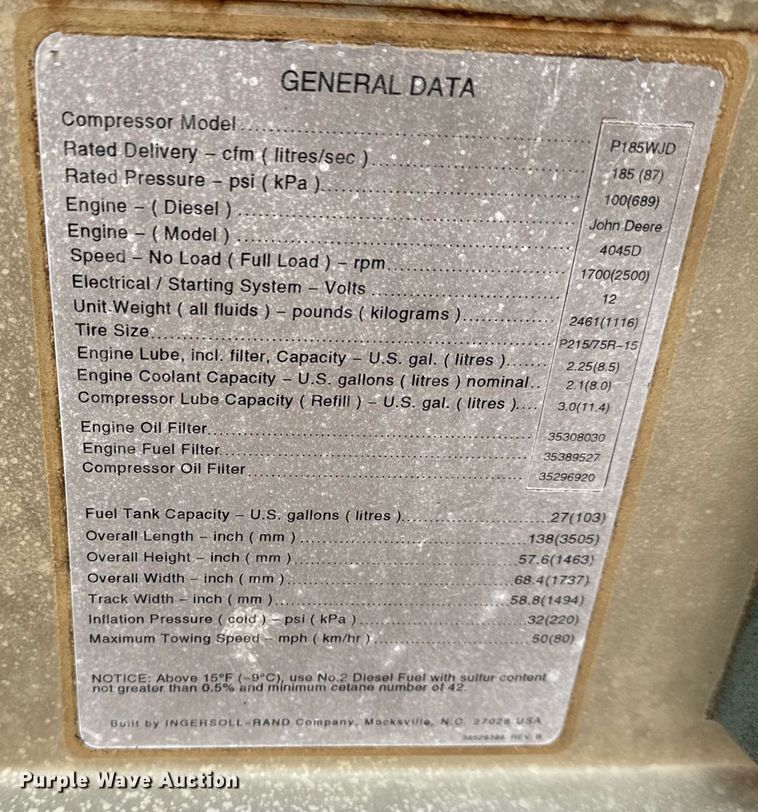 GENERAL DATA
Compressor Model P185WJD
Rated Delivery – cfm ( litres/sec ) 185 (87)
Rated Pressure – psi ( kPa ) 100(689)
Engine – ( Diesel ) John Deere
Engine – ( Model ) 4045D
Speed – No Load ( Full Load ) – rpm 1700(2500)
Electrical / Starting System – Volts 12
Unit Weight ( all fluids ) – pounds ( kilograms ) 2461(1116)
Tire Size P215/75R–15
Engine Lube, incl. filter, Capacity – U.S. gal. ( litres ) 2.25(8.5)
Engine Coolant Capacity – U.S. gallons ( litres ) nominal 2.1(8.0)
Compressor Lube Capacity ( Refill ) – U.S. gal. ( litres ) 3.0(11.4)
Engine Oil Filter 35308030
Engine Fuel Filter 35389527
Compressor Oil Filter 35296920
Fuel Tank Capacity – U.S. gallons ( litres ) 27(103)
Overall Length – inch ( mm ) 138(3505)
Overall Height – inch ( mm ) 57.6(1463)
Overall Width – inch ( mm ) 68.4(1737)
Track Width – inch ( mm ) 58.8(1494)
Inflation Pressure ( cold ) – psi ( kPa ) 32(220)
Maximum Towing Speed – mph ( km/hr ) 50(80)
NOTICE: Above 15°F (–9°C), use No.2 Diesel Fuel with sulfur content
not greater than 0.5% and minimum cetane number of 42.
Built by INGERSOLL–RAND Company, Mocksville, N.C. 27028 USA
REV. B
Purple Wave Auction